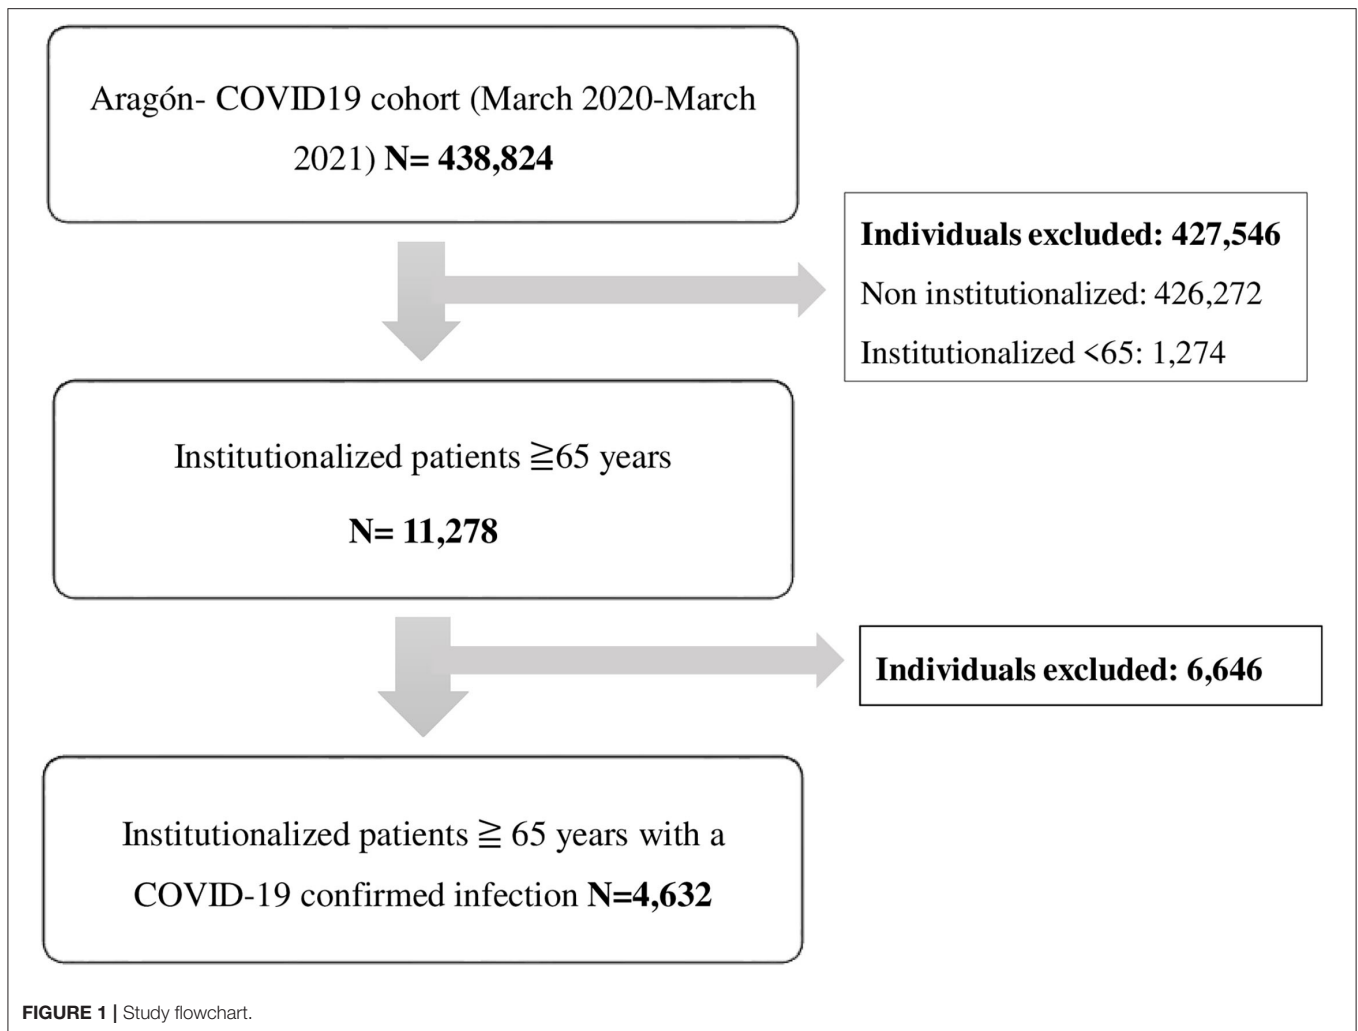 Aragón- COVID19 cohort (March 2020-March
2021) N= 438,824
Individuals excluded: 427,546
Non institutionalized: 426,272
Institutionalized <65: 1,274
Institutionalized patients ≧65 years
N= 11,278
Individuals excluded: 6,646
Institutionalized patients ≧ 65 years with a
COVID-19 confirmed infection N=4,632
FIGURE 1 | Study flowchart.